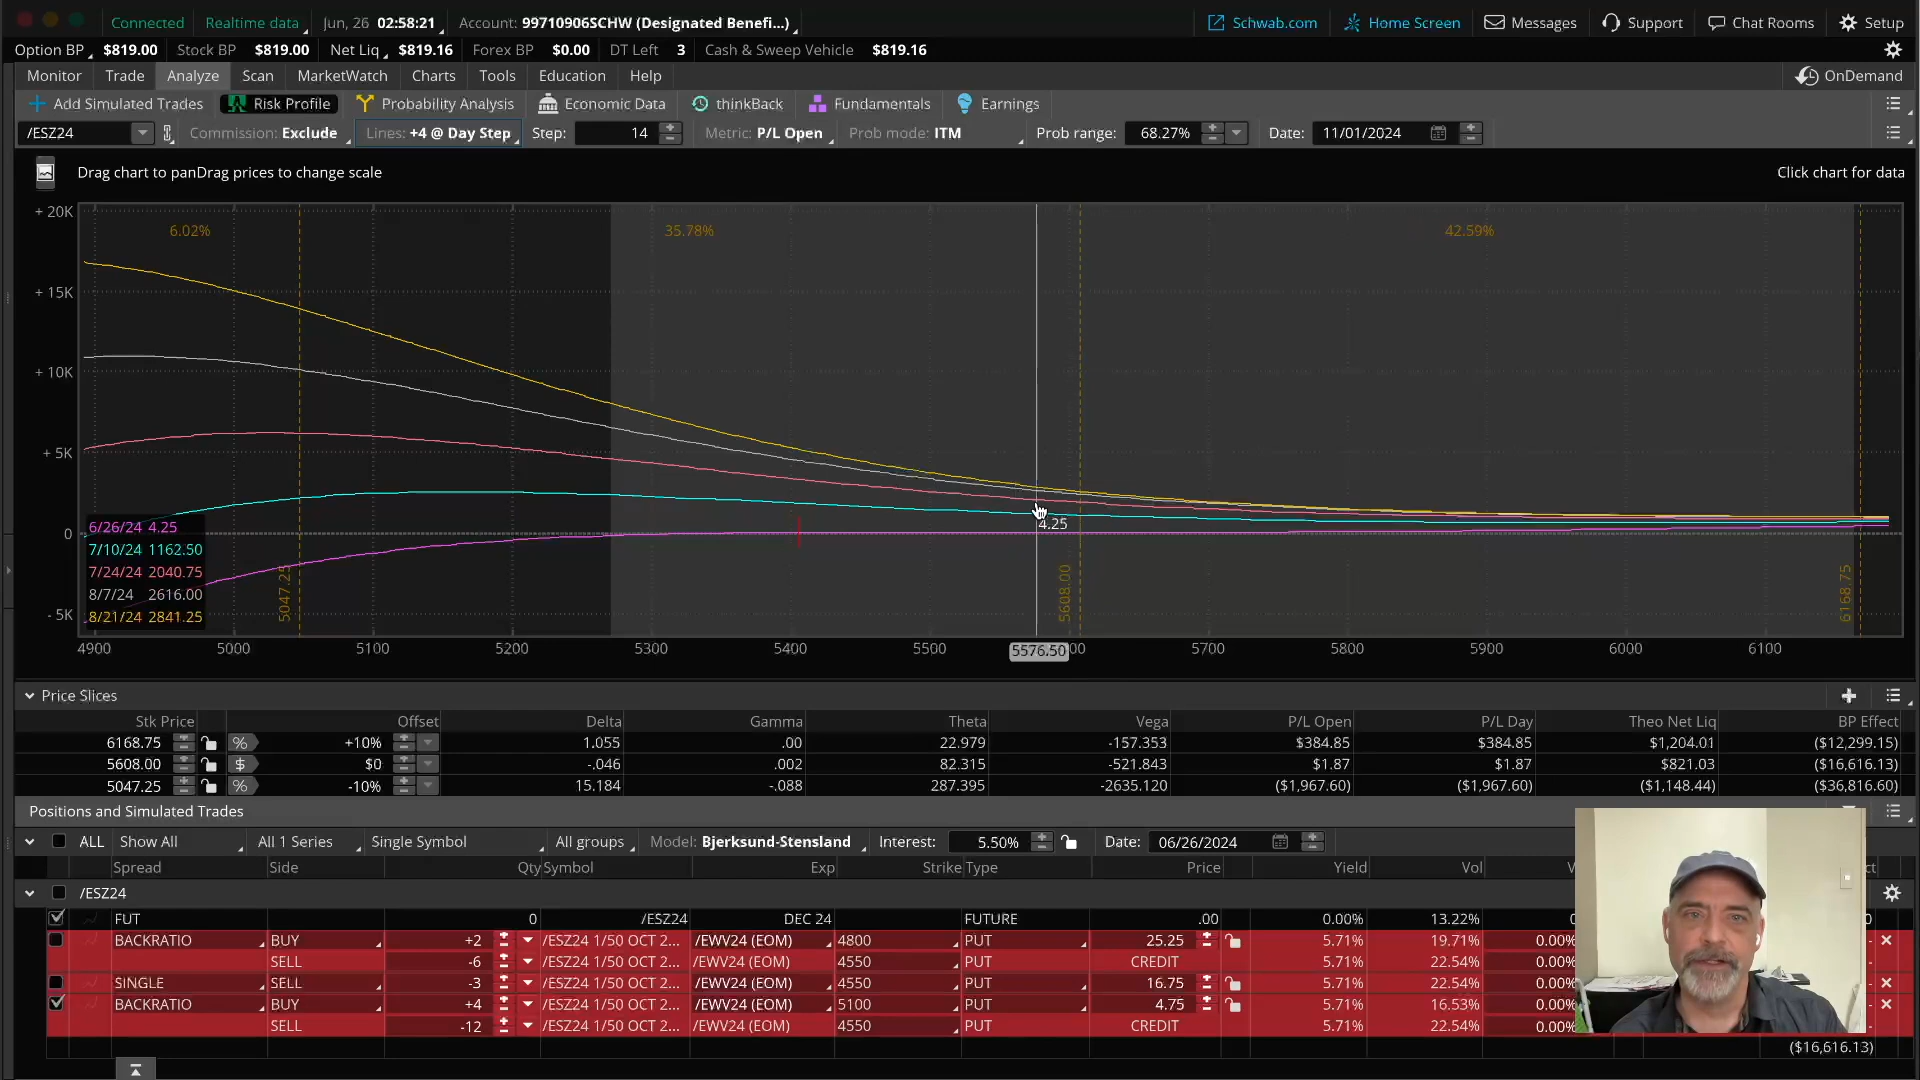 Connected Realtime data Jun, 26 02:58:21 Account: 99710906SCHW (Designated Benefi...) Schwab.com Home Screen Messages Support Chat Rooms Setup
Option BP $819.00 Stock BP $819.00 Net Liq $819.16 Forex BP $0.00 DT Left 3 Cash & Sweep Vehicle $819.16
Monitor Trade Analyze Scan MarketWatch Charts Tools Education Help OnDemand
Add Simulated Trades Risk Profile Probability Analysis Economic Data thinkBack Fundamentals Earnings
/ESZ24 Commission: Exclude Lines: +4 @ Day Step Step: 14 Metric: P/L Open Prob mode: ITM Prob range: 68.27% Date: 11/01/2024
Drag chart to panDrag prices to change scale Click chart for data
+ 20K
6.02% 35.78% 42.59%
+ 15K
+ 10K
+ 5K
4.25
6/26/24 4.25
0
7/10/24 1162.50
7/24/24 2040.75
5047.25 5608.00 6168.75
8/7/24 2616.00
- 5K
8/21/24 2841.25
4900 5000 5100 5200 5300 5400 5500 5576.50 5700 5800 5900 6000 6100
Price Slices
Stk Price Offset Delta Gamma Theta Vega P/L Open P/L Day Theo Net Liq BP Effect
6168.75 % +10% 1.055 .00 22.979 -157.353 $384.85 $384.85 $1,204.01 ($12,299.15)
5608.00 $ $0 -.046 .002 82.315 -521.843 $1.87 $1.87 $821.03 ($16,616.13)
5047.25 % -10% 15.184 -.088 287.395 -2635.120 ($1,967.60) ($1,967.60) ($1,148.44) ($36,816.60)
Positions and Simulated Trades
ALL Show All All 1 Series Single Symbol All groups Model: Bjerksund-Stensland Interest: 5.50% Date: 06/26/2024
Spread Side Qty Symbol Exp Strike Type Price Yield Vol
/ESZ24
FUT 0 /ESZ24 DEC 24 FUTURE .00 0.00% 13.22%
BACKRATIO BUY +2 /ESZ24 1/50 OCT 2... /EWV24 (EOM) 4800 PUT 25.25 5.71% 19.71% 0.00%
SELL -6 /ESZ24 1/50 OCT 2... /EWV24 (EOM) 4550 PUT CREDIT 5.71% 22.54% 0.00%
SINGLE SELL -3 /ESZ24 1/50 OCT 2... /EWV24 (EOM) 4550 PUT 16.75 5.71% 22.54% 0.00%
BACKRATIO BUY +4 /ESZ24 1/50 OCT 2... /EWV24 (EOM) 5100 PUT 4.75 5.71% 16.53% 0.00%
SELL -12 /ESZ24 1/50 OCT 2... /EWV24 (EOM) 4550 PUT CREDIT 5.71% 22.54% 0.00%
($16,616.13)